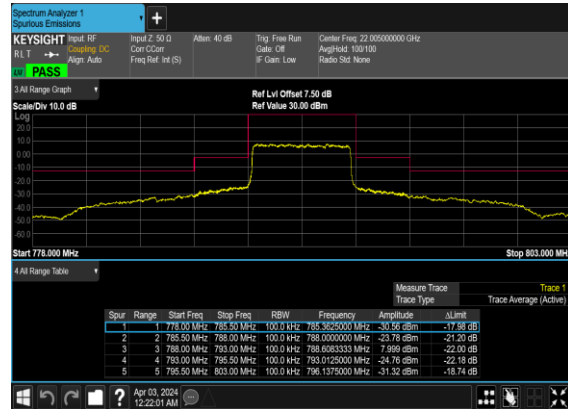 Spectrum Analyzer 1
Spurious Emissions
+
KEYSIGHT Input: RF Input Z: 50 Ω Atten: 40 dB Trig: Free Run Center Freq: 22.005000000 GHz
RLT Coupling: DC Corr CCorr Gate: Off Avg|Hold: 100/100
Align: Auto Freq Ref: Int (S) IF Gain: Low Radio Std: None
PASS
3 All Range Graph
Ref Lvl Offset 7.50 dB
Scale/Div 10.0 dB Ref Value 30.00 dBm
Log
20.0
10.0
0.00
-10.0
-20.0
-30.0
-40.0
-50.0
-60.0
Start 778.000 MHz Stop 803.000 MH
4 All Range Table
Measure Trace Trace 1
Trace Type Trace Average (Active)
Spur Range Start Freq Stop Freq RBW Frequency Amplitude ΔLimit
1 1 778.00 MHz 785.50 MHz 100.0 kHz 785.3625000 MHz -30.56 dBm -17.98 dB
2 2 785.50 MHz 788.00 MHz 100.0 kHz 788.0000000 MHz -23.78 dBm -21.20 dB
3 3 788.00 MHz 793.00 MHz 100.0 kHz 788.6083333 MHz 7.999 dBm -22.00 dB
4 4 793.00 MHz 795.50 MHz 100.0 kHz 793.0125000 MHz -24.76 dBm -22.18 dB
5 5 795.50 MHz 803.00 MHz 100.0 kHz 796.1375000 MHz -31.32 dBm -18.74 dB
? Apr 03, 2024
12:22:01 AM